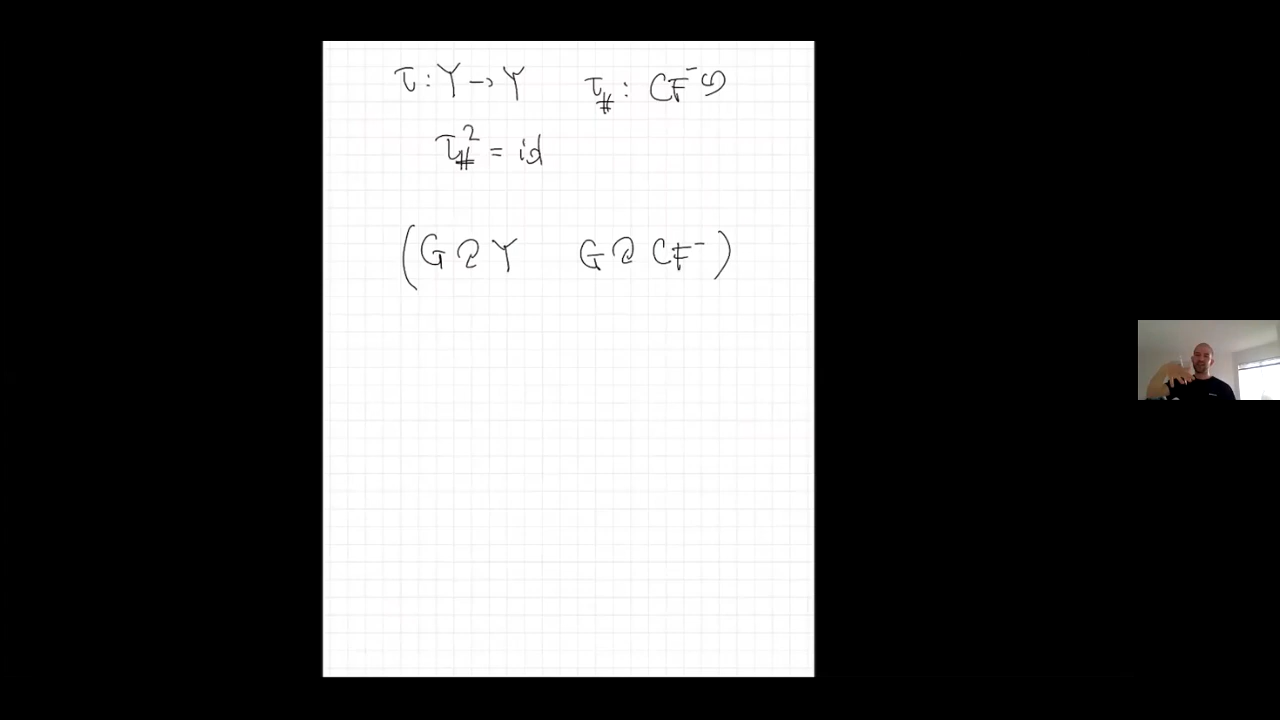 τ : Y → Y    τ_# : CF⁻ ↺
τ_#² = id
(G ↻ Y    G ↻ CF⁻)